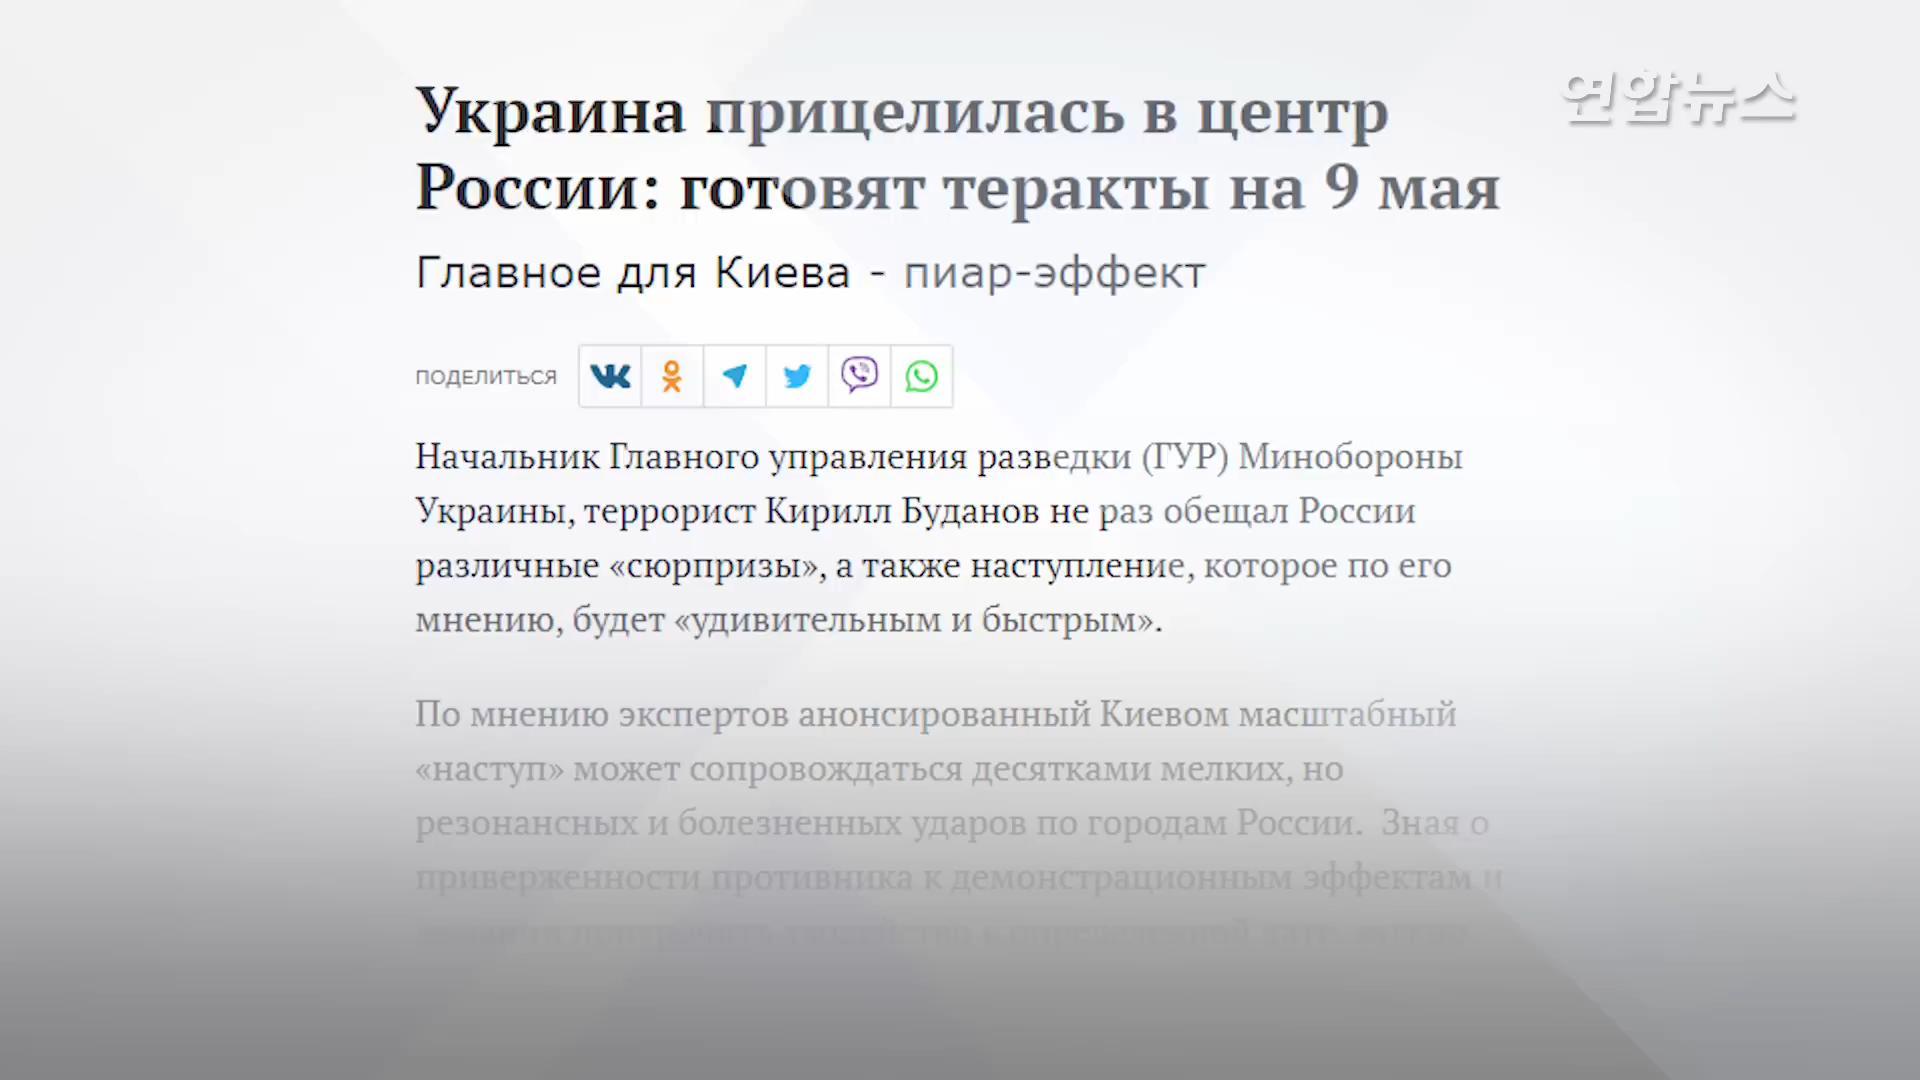 연합뉴스
Украина прицелилась в центр
России: готовят теракты на 9 мая
Главное для Киева - пиар-эффект
ПОДЕЛИТЬСЯ
Начальник Главного управления разведки (ГУР) Минобороны
Украины, террорист Кирилл Буданов не раз обещал России
различные «сюрпризы», а также наступление, которое по его
мнению, будет «удивительным и быстрым».
По мнению экспертов анонсированный Киевом масштабный
«наступ» может сопровождаться десятками мелких, но
резонансных и болезненных ударов по городам России. Зная о
приверженности противника к демонстрационным эффектам и